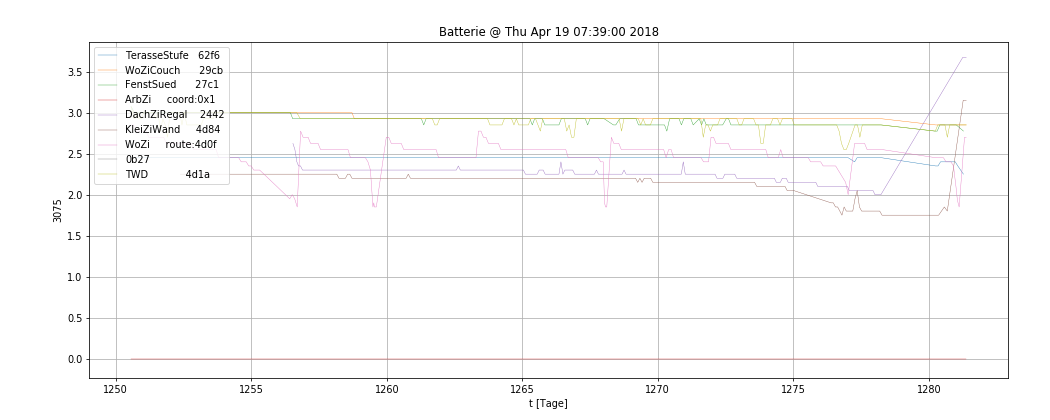 Batterie @ Thu Apr 19 07:39:00 2018
TerasseStufe 62f6
WoZiCouch 29cb
FenstSued 27c1
ArbZi coord:0x1
DachZiRegal 2442
KleiZiWand 4d84
WoZi route:4d0f
0b27
TWD 4d1a
3.5
3.0
2.5
2.0
1.5
1.0
0.5
0.0
3075
1250 1255 1260 1265 1270 1275 1280
t [Tage]